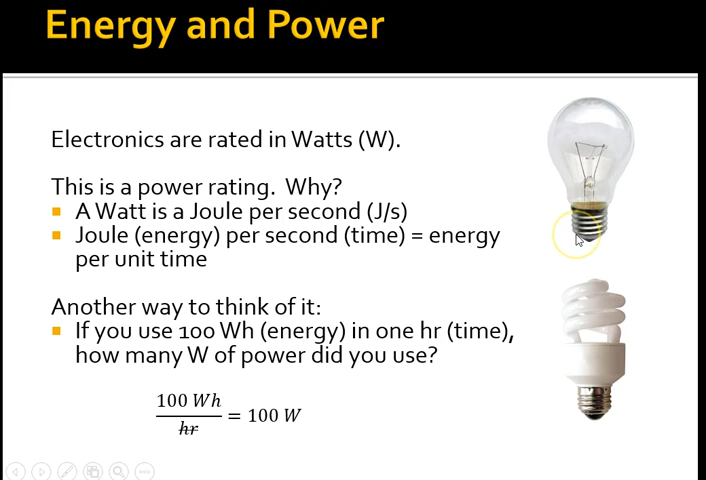 Energy and Power
Electronics are rated in Watts (W).
This is a power rating. Why?
▪ A Watt is a Joule per second (J/s)
▪ Joule (energy) per second (time) = energy
per unit time
Another way to think of it:
▪ If you use 100 Wh (energy) in one hr (time),
how many W of power did you use?
100 Wh
hr
= 100 W